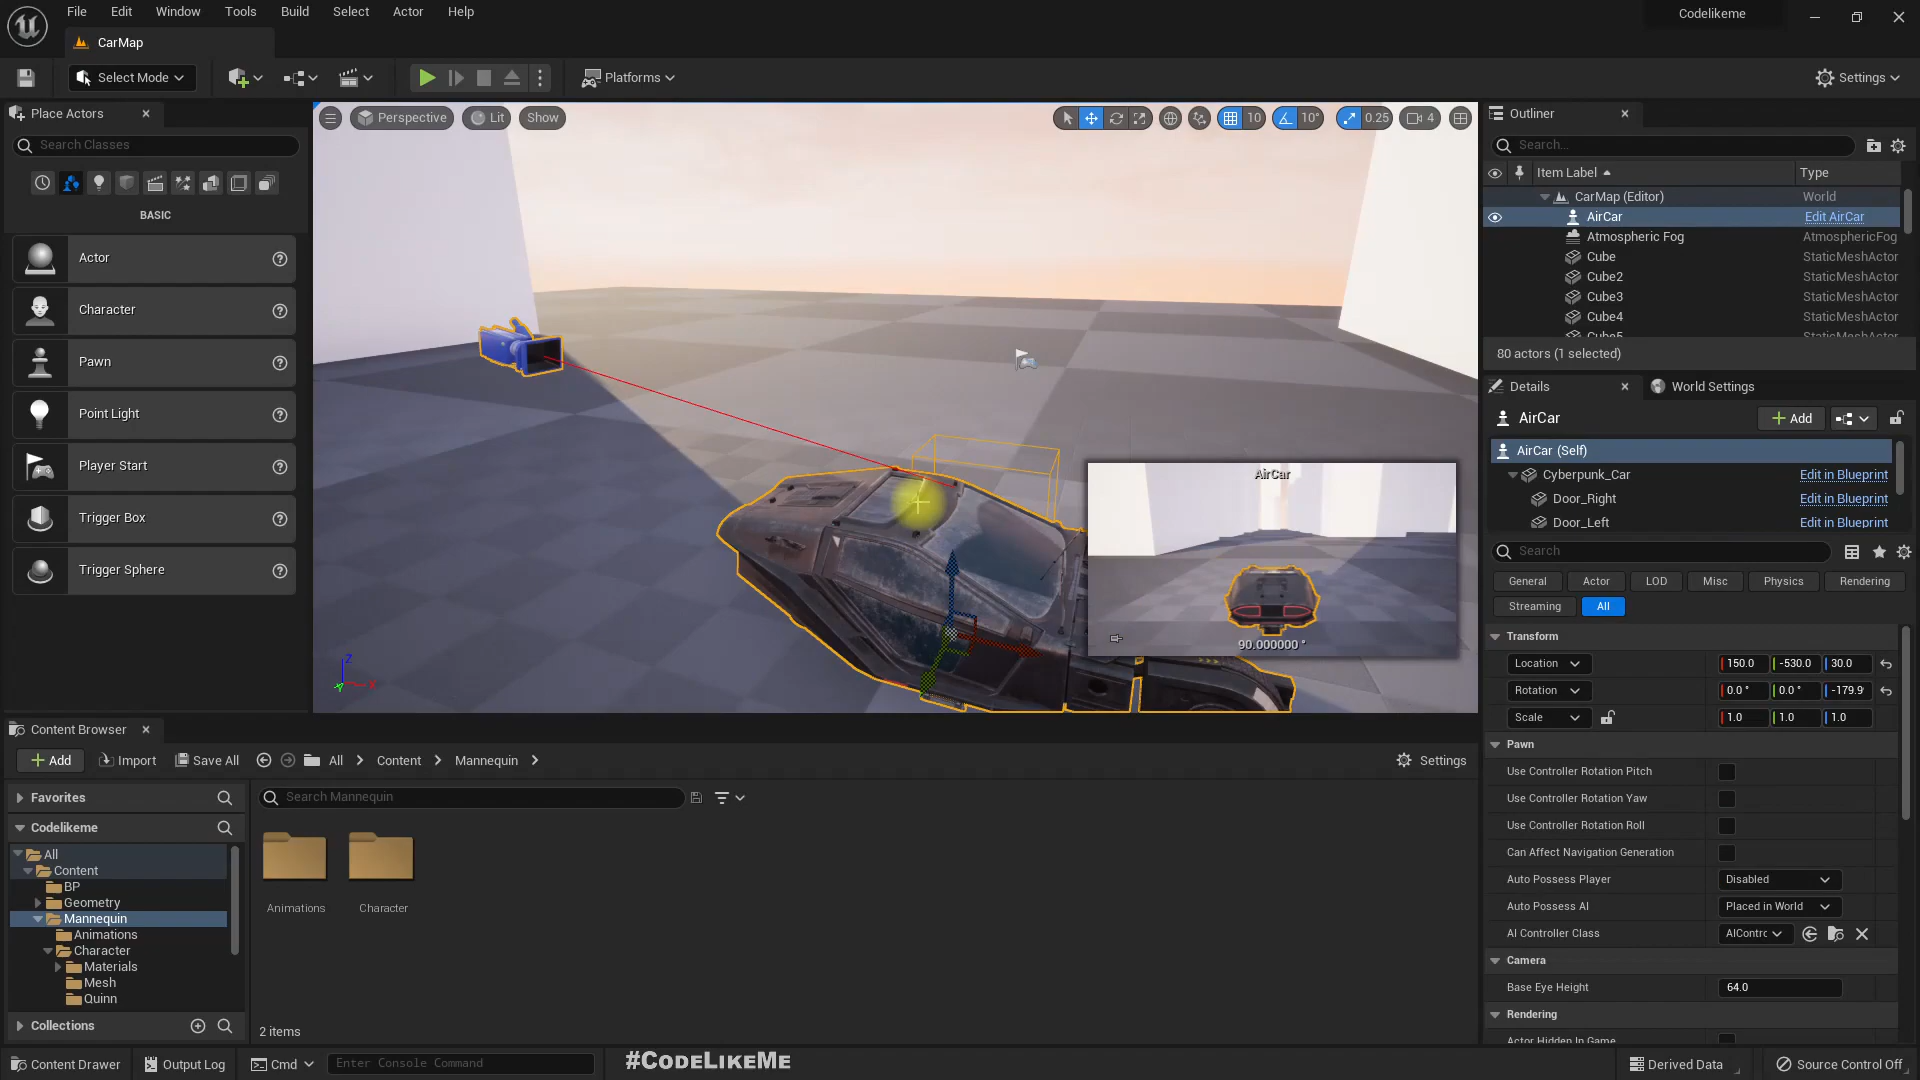 File Edit Window Tools Build Select Actor Help
Codelikeme
CarMap
Select Mode
Platforms
Settings
Place Actors
Search Classes
BASIC
Actor
Character
Pawn
Point Light
Player Start
Trigger Box
Trigger Sphere
Perspective Lit Show
10 10° 0.25 4
AirCar
90.000000 °
Z
X
Y
Outliner
Search...
Item Label Type
CarMap (Editor) World
AirCar Edit AirCar
Atmospheric Fog AtmosphericFog
Cube StaticMeshActor
Cube2 StaticMeshActor
Cube3 StaticMeshActor
Cube4 StaticMeshActor
Cube5 StaticMeshActor
80 actors (1 selected)
Details World Settings
AirCar Add
AirCar (Self)
Cyberpunk_Car Edit in Blueprint
Door_Right Edit in Blueprint
Door_Left Edit in Blueprint
Search
General Actor LOD Misc Physics Rendering
Streaming All
Transform
Location 150.0 -530.0 30.0
Rotation 0.0 ° 0.0 ° -179.9
Scale 1.0 1.0 1.0
Pawn
Use Controller Rotation Pitch
Use Controller Rotation Yaw
Use Controller Rotation Roll
Can Affect Navigation Generation
Auto Possess Player Disabled
Auto Possess AI Placed in World
AI Controller Class AIContrc
Camera
Base Eye Height 64.0
Rendering
Actor Hidden In Game
Content Browser
Add Import Save All All Content Mannequin Settings
Favorites
Search Mannequin
Codelikeme
All
Content
BP
Geometry
Mannequin
Animations
Character
Materials
Mesh
Quinn
Collections
Animations Character
2 items
Content Drawer Output Log Cmd Enter Console Command
#CODELIKEME
Derived Data Source Control Off